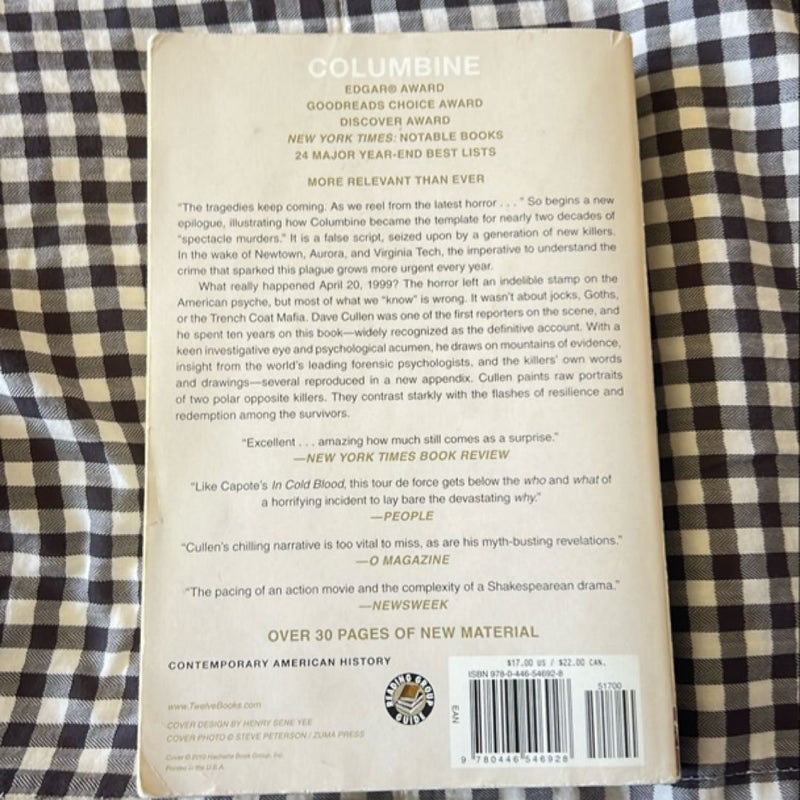 COLUMBINE
EDGAR® AWARD
GOODREADS CHOICE AWARD
DISCOVER AWARD
NEW YORK TIMES: NOTABLE BOOKS
24 MAJOR YEAR-END BEST LISTS
MORE RELEVANT THAN EVER
"The tragedies keep coming. As we reel from the latest horror . . ." So begins a new
epilogue, illustrating how Columbine became the template for nearly two decades of
"spectacle murders." It is a false script, seized upon by a generation of new killers.
In the wake of Newtown, Aurora, and Virginia Tech, the imperative to understand the
crime that sparked this plague grows more urgent every year.
What really happened April 20, 1999? The horror left an indelible stamp on the
American psyche, but most of what we "know" is wrong. It wasn't about jocks, Goths,
or the Trench Coat Mafia. Dave Cullen was one of the first reporters on the scene, and
he spent ten years on this book—widely recognized as the definitive account. With a
keen investigative eye and psychological acumen, he draws on mountains of evidence,
insight from the world's leading forensic psychologists, and the killers' own words
and drawings—several reproduced in a new appendix. Cullen paints raw portraits
of two polar opposite killers. They contrast starkly with the flashes of resilience and
redemption among the survivors.
"Excellent . . . amazing how much still comes as a surprise."
—NEW YORK TIMES BOOK REVIEW
"Like Capote's In Cold Blood, this tour de force gets below the who and what of
a horrifying incident to lay bare the devastating why."
—PEOPLE
"Cullen's chilling narrative is too vital to miss, as are his myth-busting revelations."
—O MAGAZINE
"The pacing of an action movie and the complexity of a Shakespearean drama."
—NEWSWEEK
OVER 30 PAGES OF NEW MATERIAL
CONTEMPORARY AMERICAN HISTORY
www.TwelveBooks.com
COVER DESIGN BY HENRY SENE YEE
COVER PHOTO © STEVE PETERSON / ZUMA PRESS
Cover © 2010 Hachette Book Group, Inc.
Printed in the U.S.A.
READING GROUP GUIDE
$17.00 US / $22.00 CAN.
ISBN 978-0-446-54692-8
51700
EAN
9 780446 546928